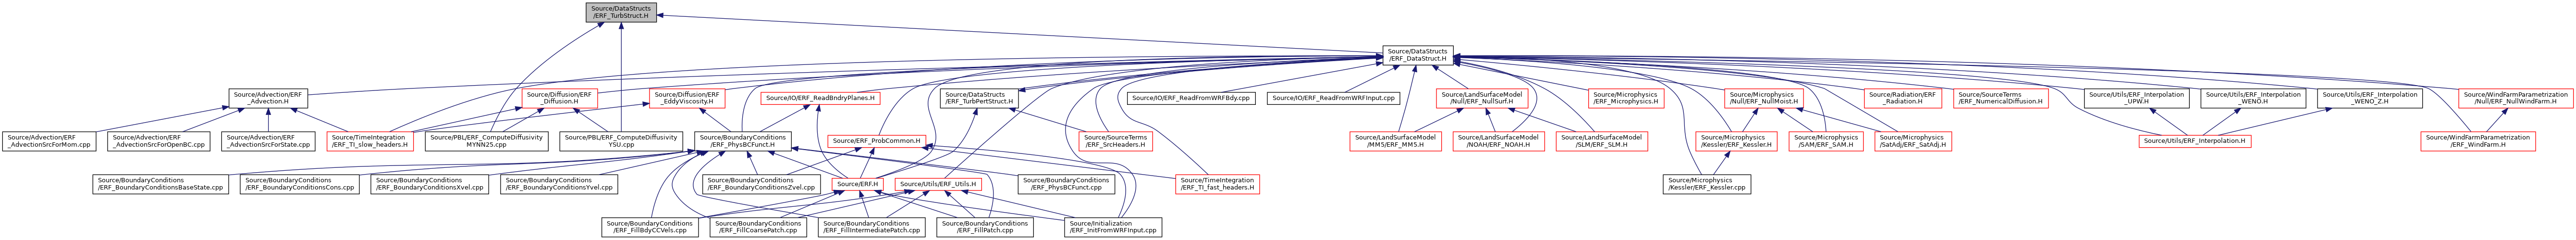 Source/DataStructs
/ERF_TurbStruct.H
Source/DataStructs
/ERF_DataStruct.H
Source/Advection/ERF
_Advection.H
Source/Diffusion/ERF
_Diffusion.H
Source/Diffusion/ERF
_EddyViscosity.H
Source/IO/ERF_ReadBndryPlanes.H
Source/DataStructs
/ERF_TurbPertStruct.H
Source/IO/ERF_ReadFromWRFBdy.cpp
Source/IO/ERF_ReadFromWRFInput.cpp
Source/LandSurfaceModel
/Null/ERF_NullSurf.H
Source/Microphysics
/ERF_Microphysics.H
Source/Microphysics
/Null/ERF_NullMoist.H
Source/Radiation/ERF
_Radiation.H
Source/SourceTerms
/ERF_NumericalDiffusion.H
Source/Utils/ERF_Interpolation
_UPW.H
Source/Utils/ERF_Interpolation
_WENO.H
Source/Utils/ERF_Interpolation
_WENO_Z.H
Source/WindFarmParametrization
/Null/ERF_NullWindFarm.H
Source/Advection/ERF
_AdvectionSrcForMom.cpp
Source/Advection/ERF
_AdvectionSrcForOpenBC.cpp
Source/Advection/ERF
_AdvectionSrcForState.cpp
Source/TimeIntegration
/ERF_TI_slow_headers.H
Source/PBL/ERF_ComputeDiffusivity
MYNN25.cpp
Source/PBL/ERF_ComputeDiffusivity
YSU.cpp
Source/BoundaryConditions
/ERF_PhysBCFunct.H
Source/ERF_ProbCommon.H
Source/SourceTerms
/ERF_SrcHeaders.H
Source/LandSurfaceModel
/MM5/ERF_MM5.H
Source/LandSurfaceModel
/NOAH/ERF_NOAH.H
Source/LandSurfaceModel
/SLM/ERF_SLM.H
Source/Microphysics
/Kessler/ERF_Kessler.H
Source/Microphysics
/SAM/ERF_SAM.H
Source/Microphysics
/SatAdj/ERF_SatAdj.H
Source/Utils/ERF_Interpolation.H
Source/WindFarmParametrization
/ERF_WindFarm.H
Source/BoundaryConditions
/ERF_BoundaryConditionsBaseState.cpp
Source/BoundaryConditions
/ERF_BoundaryConditionsCons.cpp
Source/BoundaryConditions
/ERF_BoundaryConditionsXvel.cpp
Source/BoundaryConditions
/ERF_BoundaryConditionsYvel.cpp
Source/BoundaryConditions
/ERF_BoundaryConditionsZvel.cpp
Source/ERF.H
Source/Utils/ERF_Utils.H
Source/BoundaryConditions
/ERF_PhysBCFunct.cpp
Source/TimeIntegration
/ERF_TI_fast_headers.H
Source/Microphysics
/Kessler/ERF_Kessler.cpp
Source/BoundaryConditions
/ERF_FillBdyCCVels.cpp
Source/BoundaryConditions
/ERF_FillCoarsePatch.cpp
Source/BoundaryConditions
/ERF_FillIntermediatePatch.cpp
Source/BoundaryConditions
/ERF_FillPatch.cpp
Source/Initialization
/ERF_InitFromWRFInput.cpp